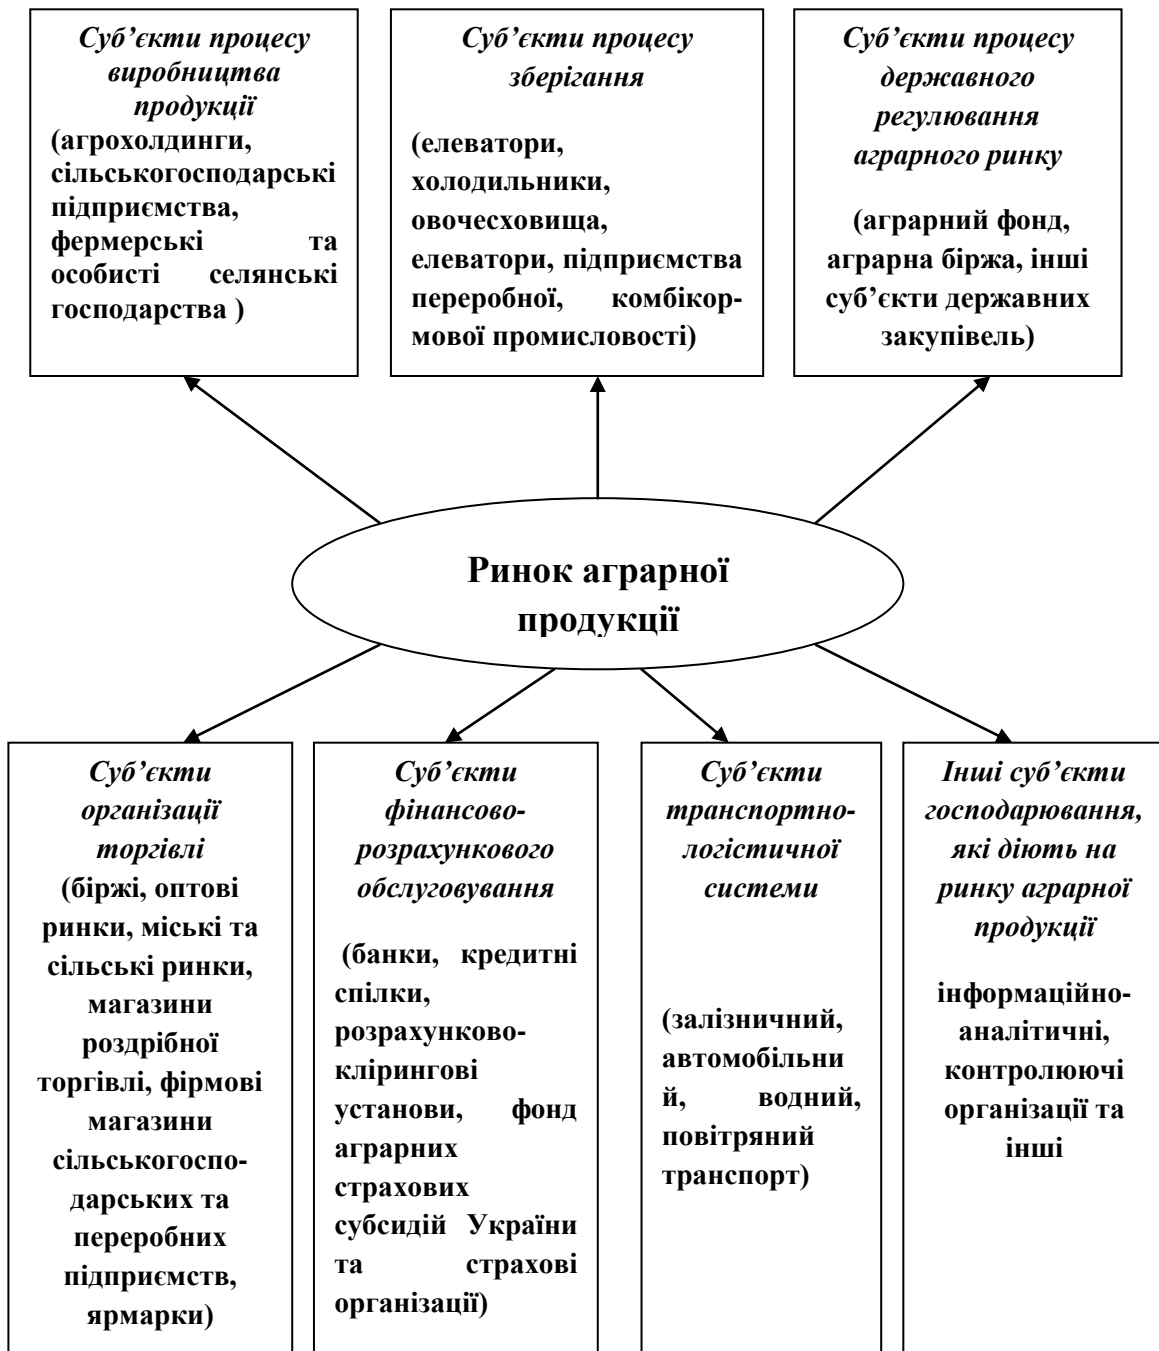 Суб’єкти процесу
виробництва
продукції
(агрохолдинги,
сільськогосподарські
підприємства,
фермерські та
особисті селянські
господарства )
Суб’єкти процесу
зберігання
(елеватори,
холодильники,
овочесховища,
елеватори, підприємства
переробної, комбікор-
мової промисловості)
Суб’єкти процесу
державного
регулювання
аграрного ринку
(аграрний фонд,
аграрна біржа, інші
суб’єкти державних
закупівель)
Ринок аграрної
продукції
Суб’єкти
організації
торгівлі
(біржі, оптові
ринки, міські та
сільські ринки,
магазини
роздрібної
торгівлі, фірмові
магазини
сільськогоспо-
дарських та
переробних
підприємств,
ярмарки)
Суб’єкти
фінансово-
розрахункового
обслуговування
(банки, кредитні
спілки,
розрахунково-
клірингові
установи, фонд
аграрних
страхових
субсидій України
та страхові
організації)
Суб’єкти
транспортно-
логістичної
системи
(залізничний,
автомобільни
й, водний,
повітряний
транспорт)
Інші суб’єкти
господарювання,
які діють на
ринку аграрної
продукції
інформаційно-
аналітичні,
контролюючі
організації та
інші